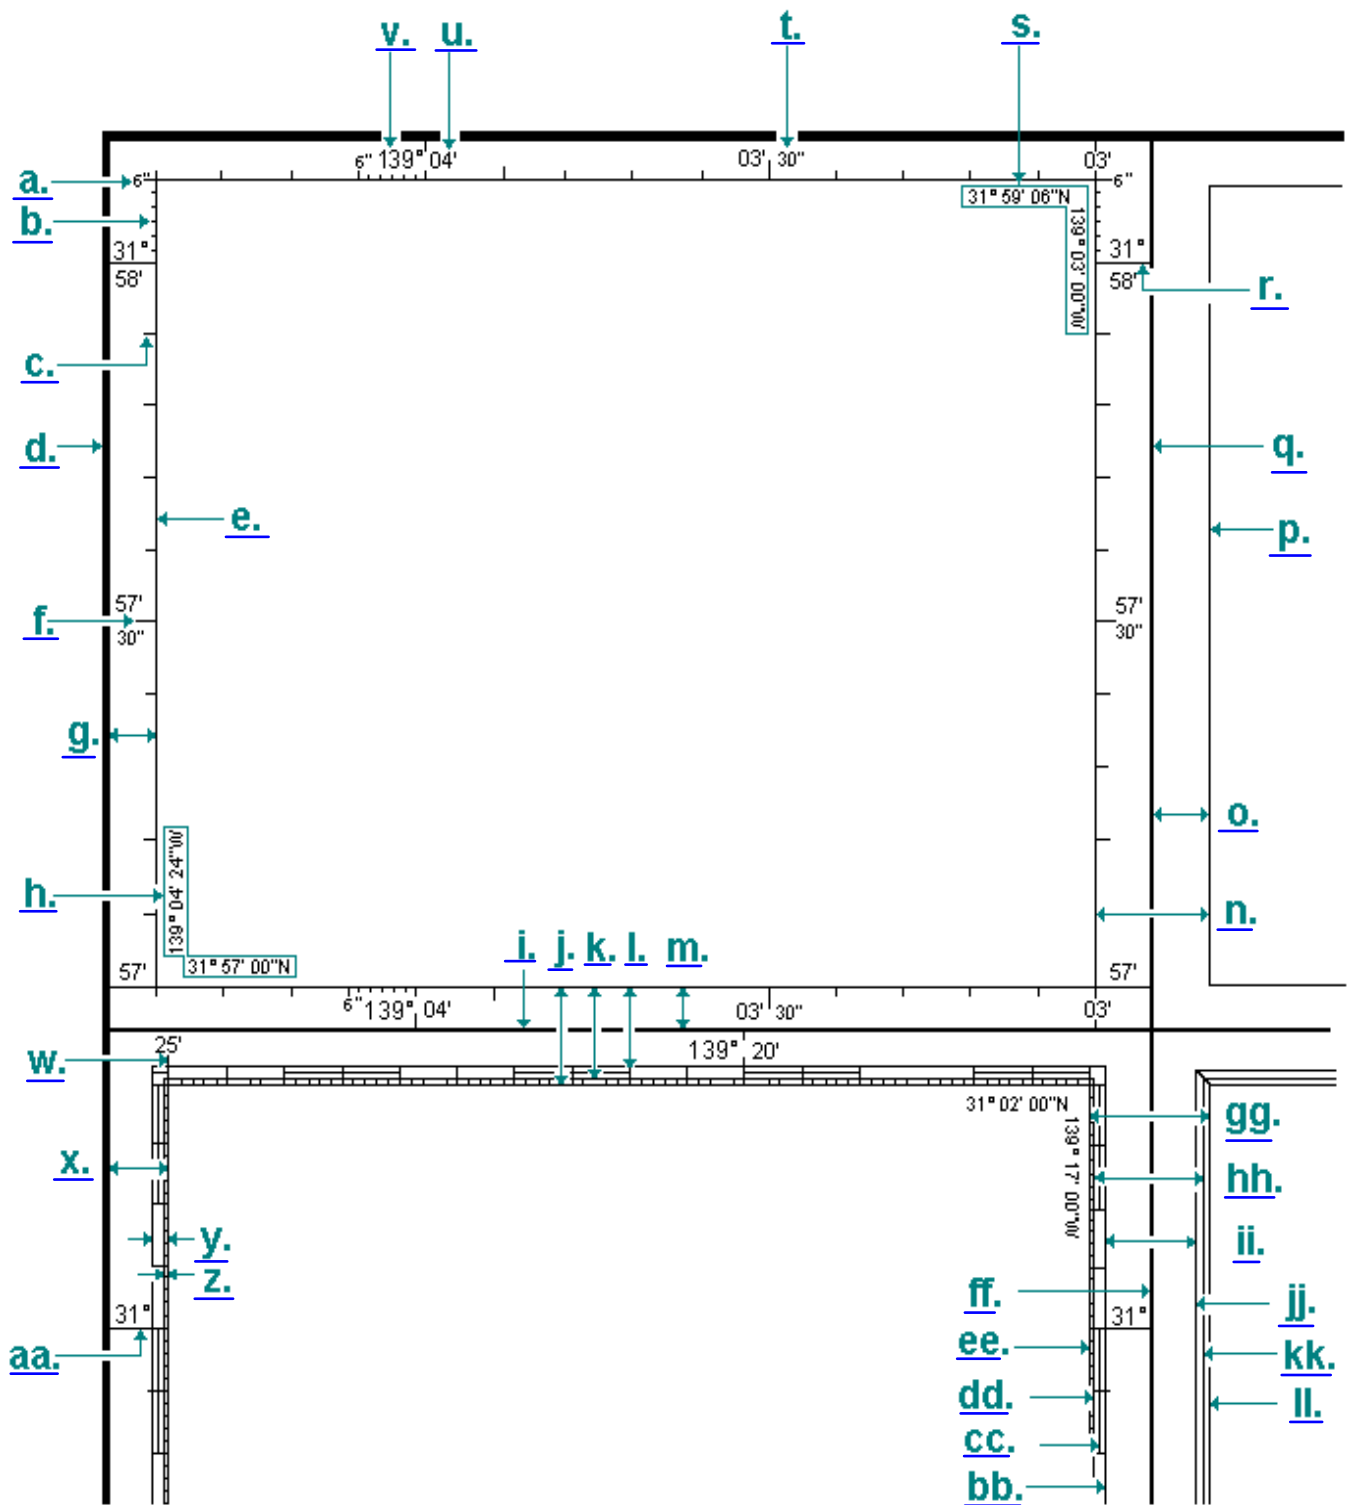 v. u. t. s.
6" 139° 04' 03' 30" 03'
a. 6" 6"
31° 59' 06"N
139° 03' 00"W
b.
31° 31°
58' 58'
r.
c.
d. q.
e. p.
57' 57'
f.
30" 30"
g.
o.
139° 04' 24"W
h. n.
i. j. k. l. m.
31° 57' 00"N
57' 57'
6" 139° 04' 03' 30" 03'
25' 139° 20'
w.
31° 02' 00"N
139° 17' 00"W
gg.
x. hh.
y. ii.
z.
ff. jj.
31° 31°
aa. ee. kk.
dd. ll.
cc.
bb.